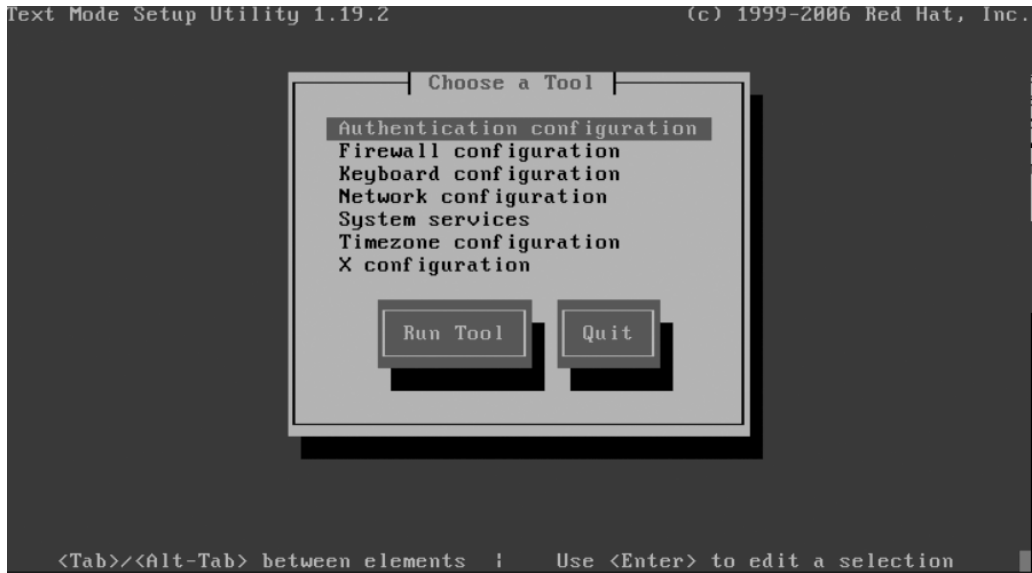 Text Mode Setup Utility 1.19.2 (c) 1999-2006 Red Hat, Inc.
Choose a Tool
Authentication configuration
Firewall configuration
Keyboard configuration
Network configuration
System services
Timezone configuration
X configuration
Run Tool Quit
<Tab>/<Alt-Tab> between elements | Use <Enter> to edit a selection